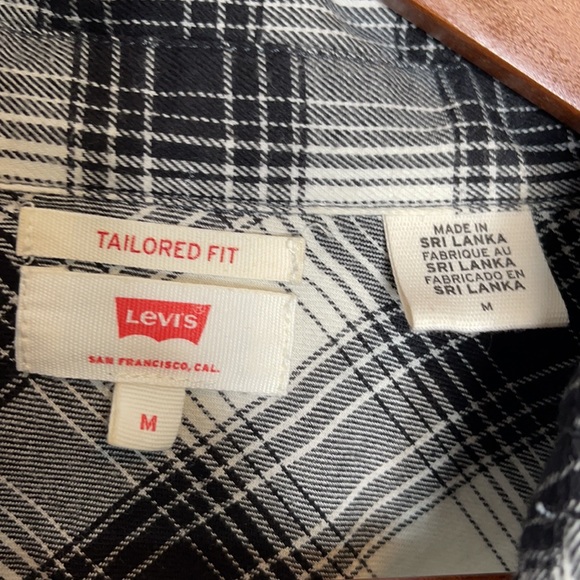 TAILORED FIT
LEVI'S
SAN FRANCISCO, CAL.
M
MADE IN
SRI LANKA
FABRIQUE AU
SRI LANKA
FABRICADO EN
SRI LANKA
M